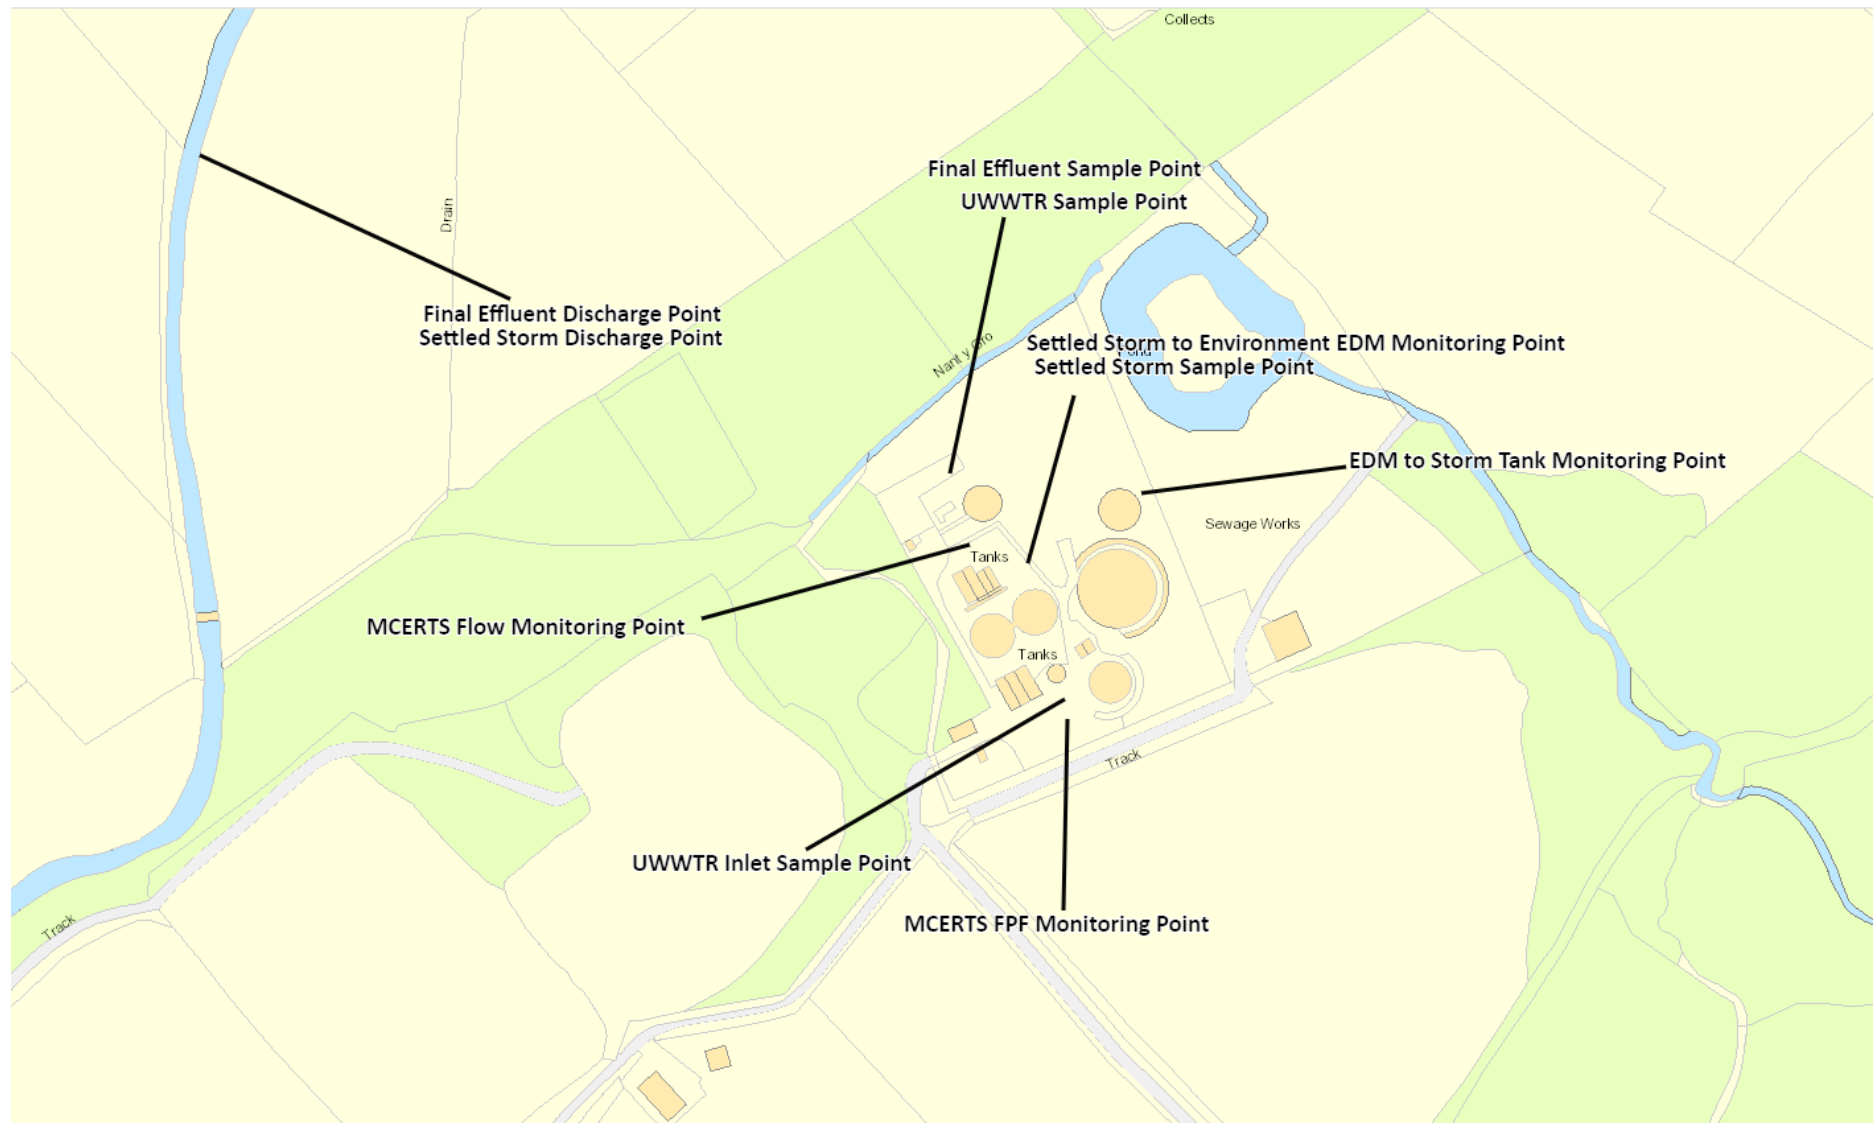 Collects
Final Effluent Sample Point
UWWTR Sample Point
Drain
Final Effluent Discharge Point
Settled Storm Discharge Point
Nant y Gro
Settled Storm to Environment EDM Monitoring Point
Pond
Settled Storm Sample Point
EDM to Storm Tank Monitoring Point
Sewage Works
Tanks
MCERTS Flow Monitoring Point
Tanks
Track
UWWTR Inlet Sample Point
MCERTS FPF Monitoring Point
Track